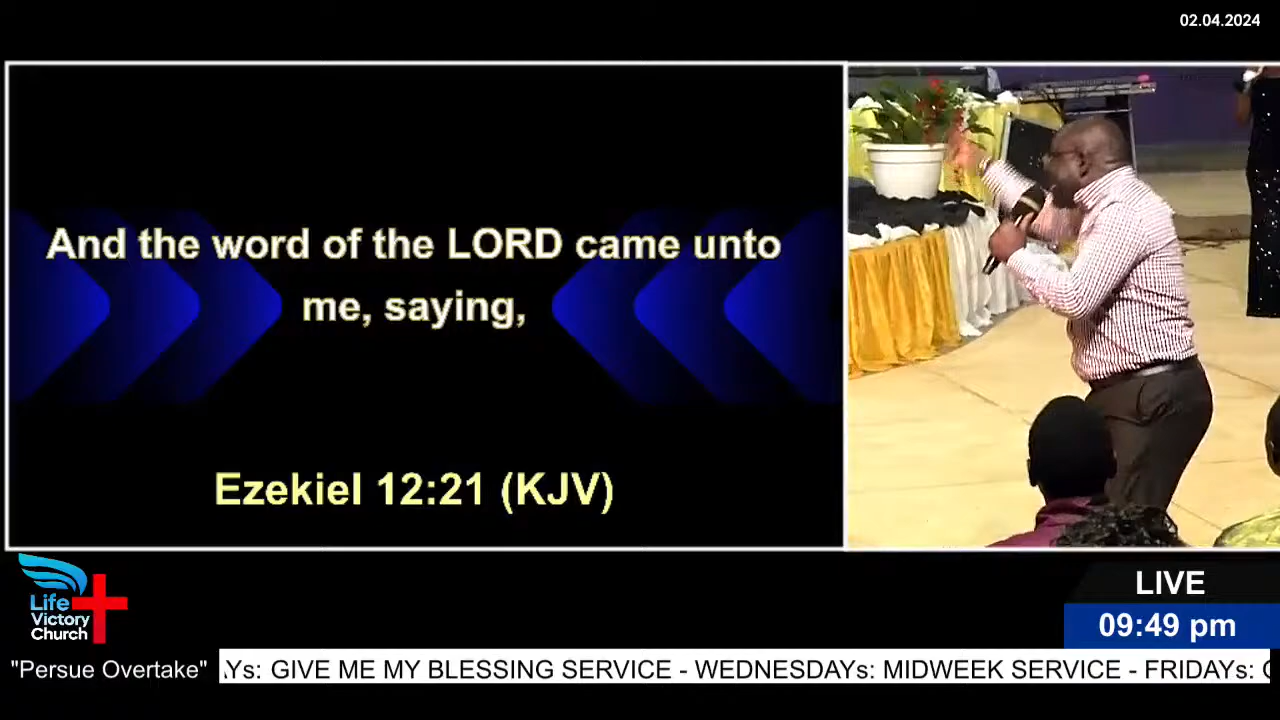 02.04.2024
And the word of the LORD came unto
me, saying,
Ezekiel 12:21 (KJV)
Life
Victory
Church
LIVE
09:49 pm
"Persue Overtake"
Ys: GIVE ME MY BLESSING SERVICE - WEDNESDAYs: MIDWEEK SERVICE - FRIDAYs: